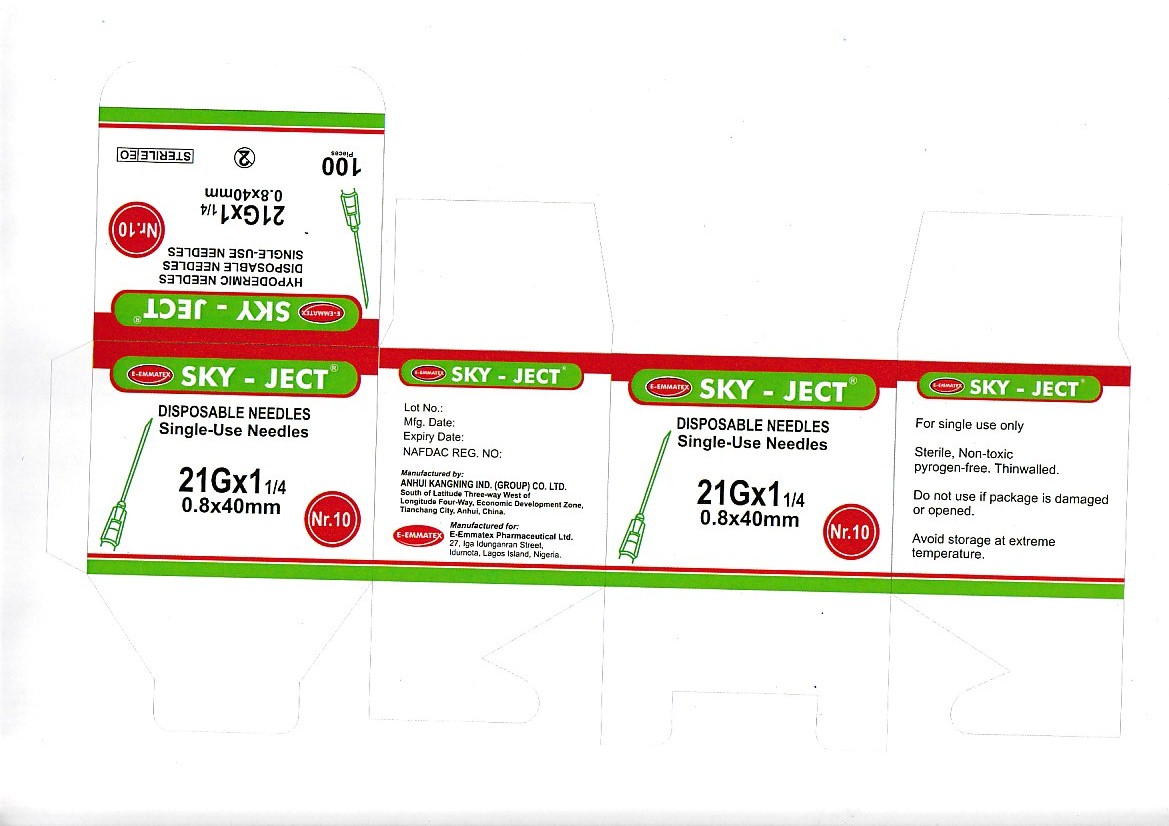 E-EMMATEX SKY - JECT®
HYPODERMIC NEEDLES
DISPOSABLE NEEDLES
SINGLE-USE NEEDLES
Nr.10
21Gx1 1/4
0.8x40mm
100
Pieces
2
STERILE EO
E-EMMATEX SKY - JECT®
DISPOSABLE NEEDLES
Single-Use Needles
21Gx1 1/4
0.8x40mm
Nr.10
E-EMMATEX SKY - JECT®
Lot No.:
Mfg. Date:
Expiry Date:
NAFDAC REG. NO:
Manufactured by:
ANHUI KANGNING IND. (GROUP) CO. LTD.
South of Latitude Three-way West of
Longitude Four-Way, Economic Development Zone,
Tianchang City, Anhui, China.
E-EMMATEX
Manufactured for:
E-Emmatex Pharmaceutical Ltd.
27, Iga Idunganran Street,
Idumota, Lagos Island, Nigeria.
E-EMMATEX SKY - JECT®
DISPOSABLE NEEDLES
Single-Use Needles
21Gx1 1/4
0.8x40mm
Nr.10
E-EMMATEX SKY - JECT®
For single use only
Sterile, Non-toxic
pyrogen-free. Thinwalled.
Do not use if package is damaged
or opened.
Avoid storage at extreme
temperature.